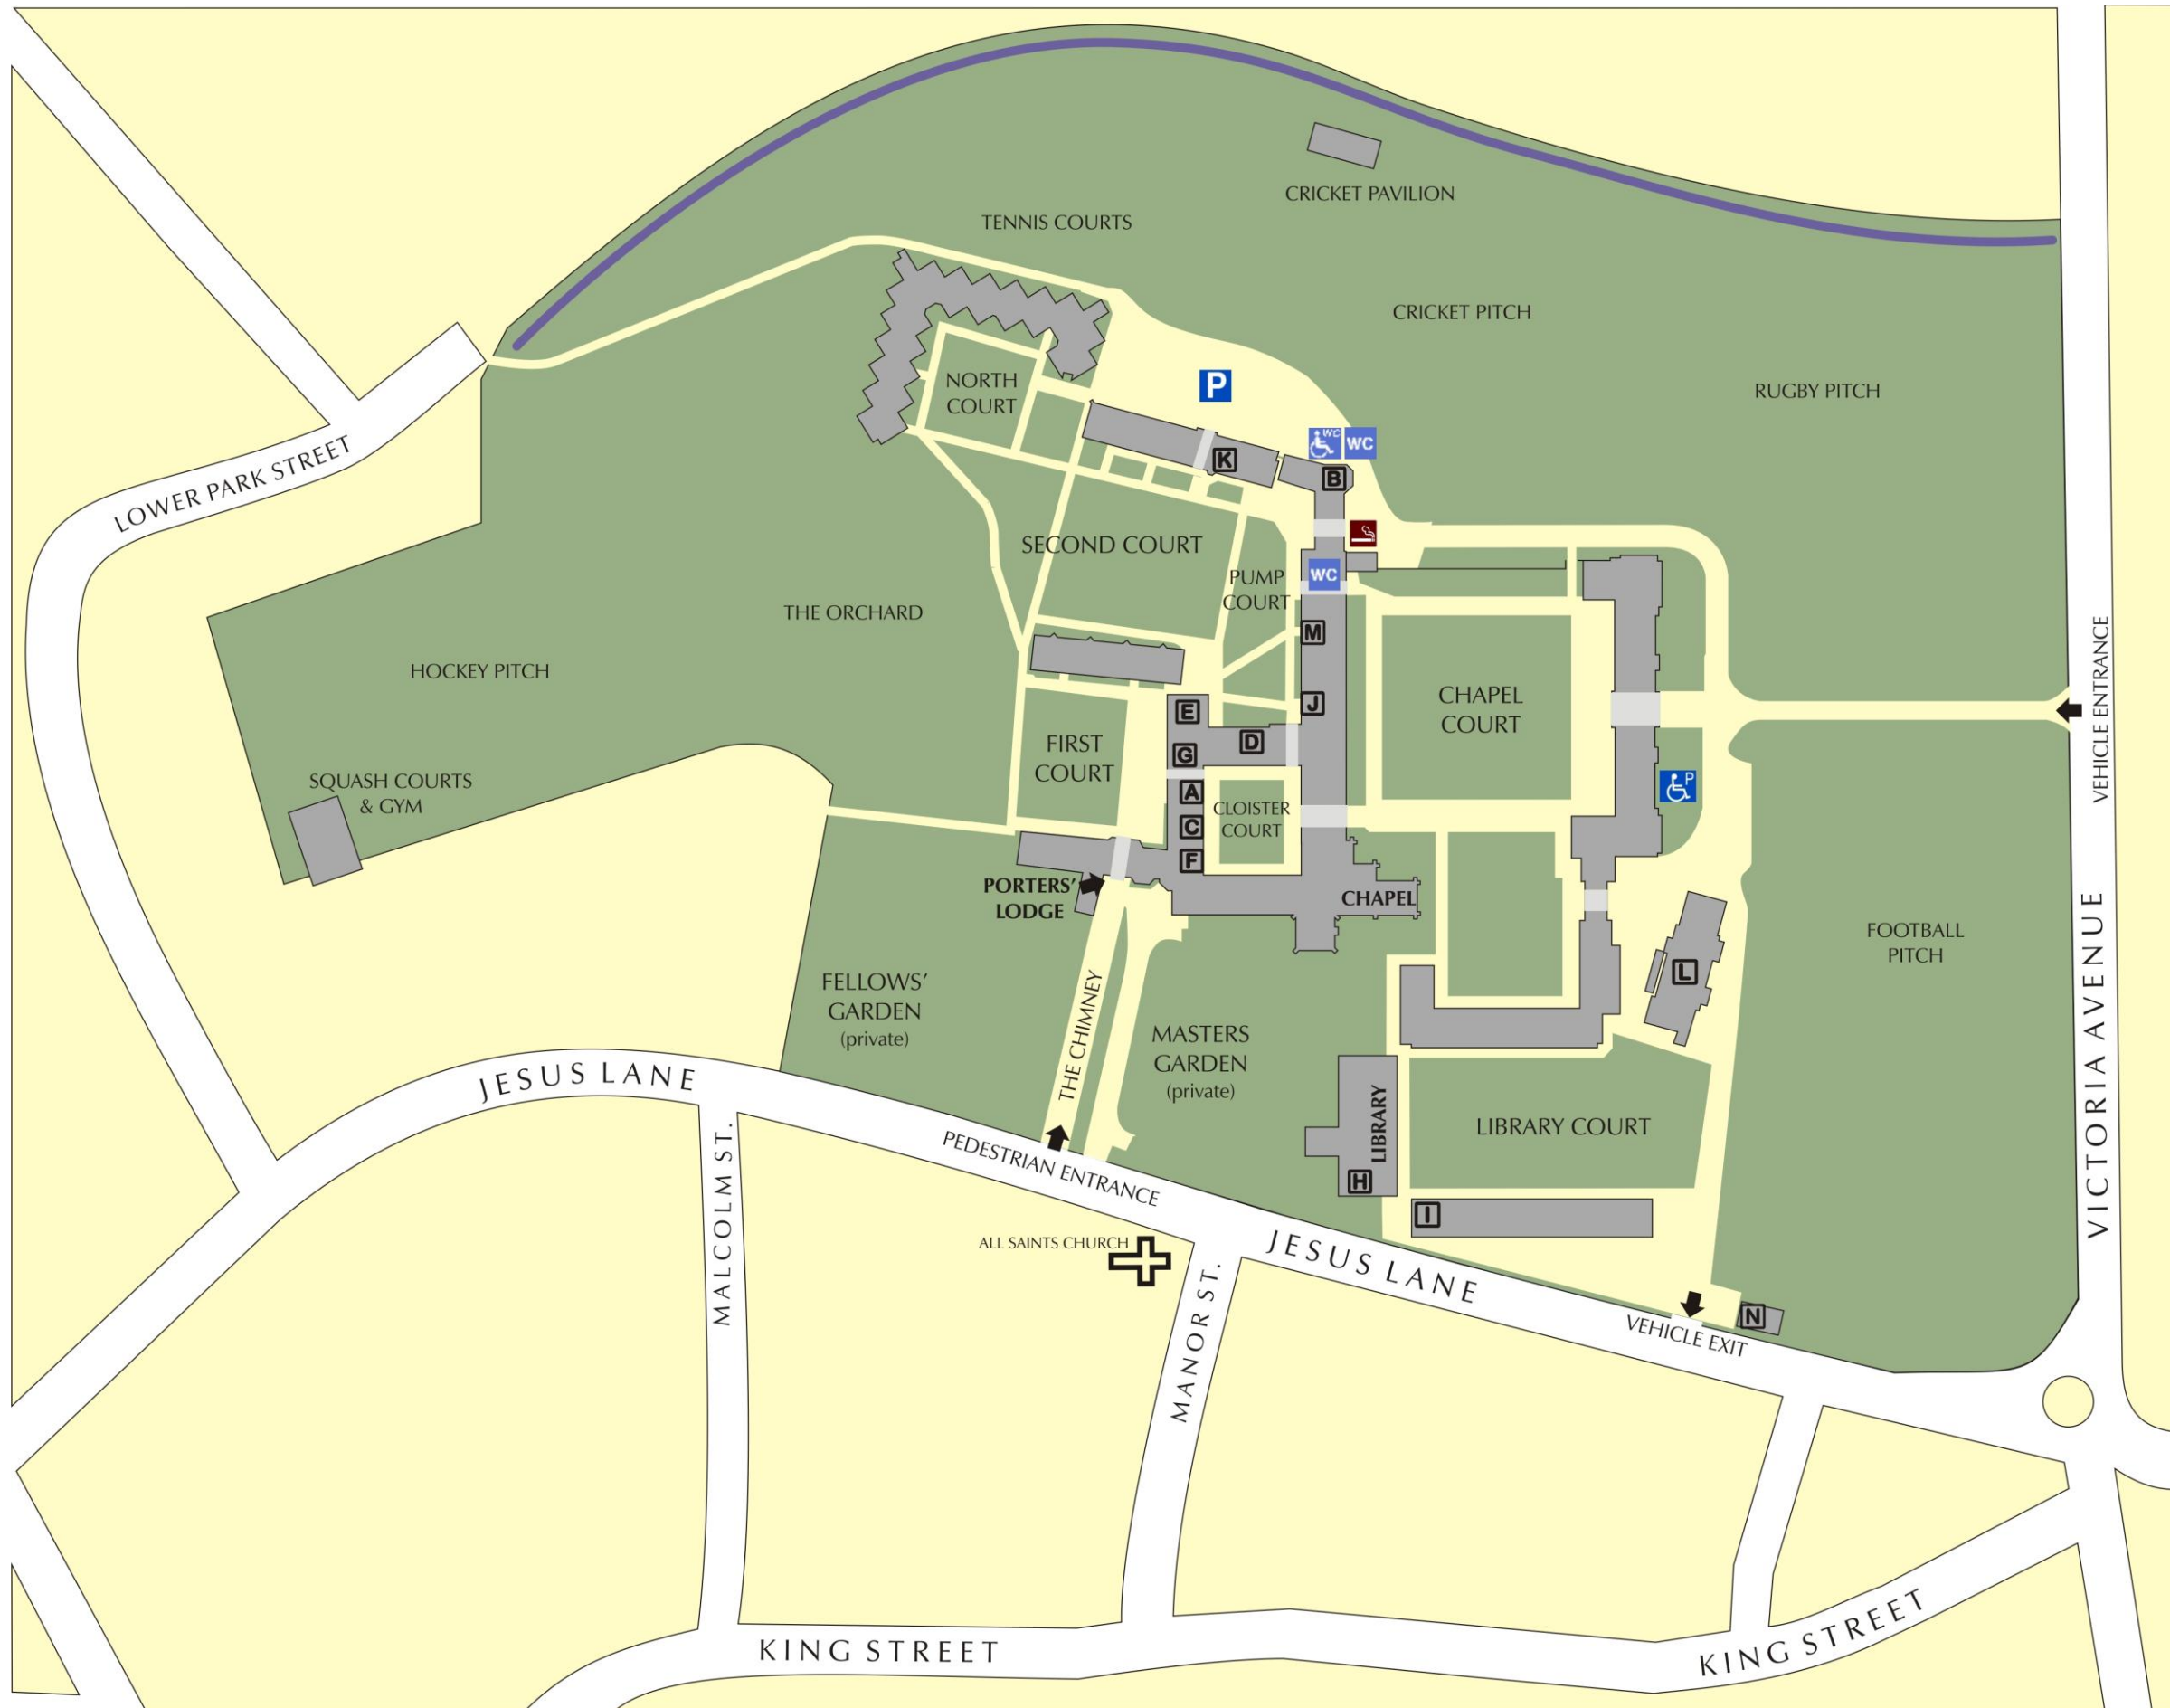 CRICKET PAVILION
TENNIS COURTS
CRICKET PITCH
RUGBY PITCH
NORTH
COURT
P
WC
WC
K
B
LOWER PARK STREET
SECOND COURT
PUMP
COURT
WC
THE ORCHARD
M
HOCKEY PITCH
VEHICLE ENTRANCE
CHAPEL
COURT
J
E
D
G
FIRST
COURT
SQUASH COURTS
& GYM
P
A
C
F
CLOISTER
COURT
PORTERS'
LODGE
CHAPEL
FOOTBALL
PITCH
L
FELLOWS'
GARDEN
(private)
THE CHIMNEY
MASTERS
GARDEN
(private)
VICTORIA AVENUE
JESUS LANE
LIBRARY
LIBRARY COURT
H
I
PEDESTRIAN ENTRANCE
ALL SAINTS CHURCH
MALCOLM ST.
MANOR ST.
JESUS LANE
N
VEHICLE EXIT
KING STREET
KING STREET